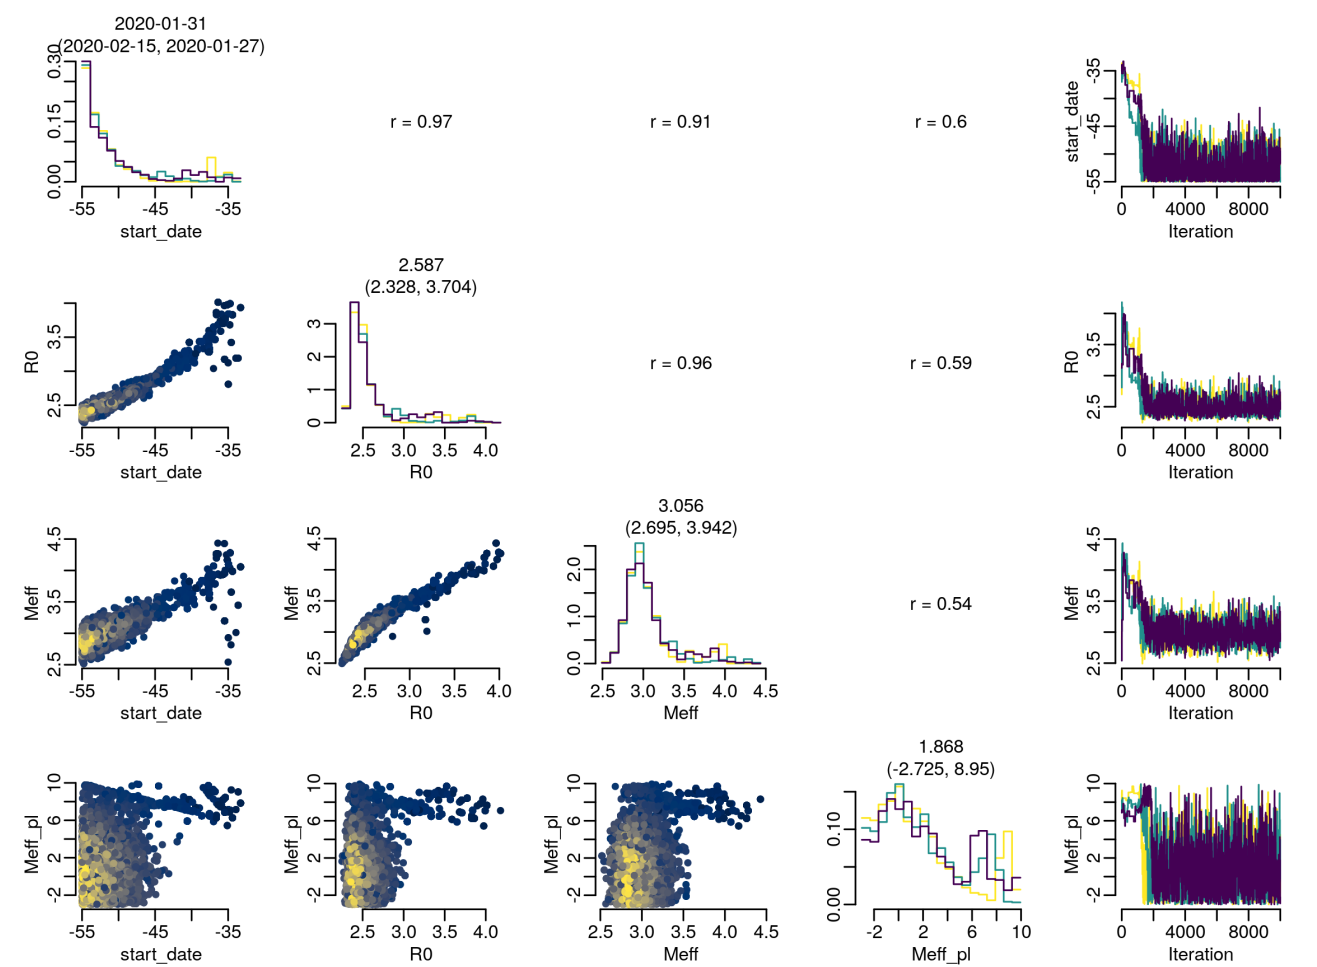 2020-01-31
(2020-02-15, 2020-01-27)
0.00 0.15 0.30
-55 -45 -35
start_date
r = 0.97
r = 0.91
r = 0.6
start_date
-55 -45 -35
0 4000 8000
Iteration
R0
2.5 3.5
-55 -45 -35
start_date
2.587
(2.328, 3.704)
0 1 2 3
2.5 3.0 3.5 4.0
R0
r = 0.96
r = 0.59
R0
2.5 3.5
0 4000 8000
Iteration
Meff
2.5 3.5 4.5
-55 -45 -35
start_date
Meff
2.5 3.5 4.5
2.5 3.0 3.5 4.0
R0
3.056
(2.695, 3.942)
0.0 1.0 2.0
2.5 3.0 3.5 4.0 4.5
Meff
r = 0.54
Meff
2.5 3.5 4.5
0 4000 8000
Iteration
Meff_pl
-2 2 6 10
-55 -45 -35
start_date
Meff_pl
-2 2 6 10
2.5 3.0 3.5 4.0
R0
Meff_pl
-2 2 6 10
2.5 3.0 3.5 4.0 4.5
Meff
1.868
(-2.725, 8.95)
0.00 0.10
-2 2 6 10
Meff_pl
Meff_pl
-2 2 6 10
0 4000 8000
Iteration